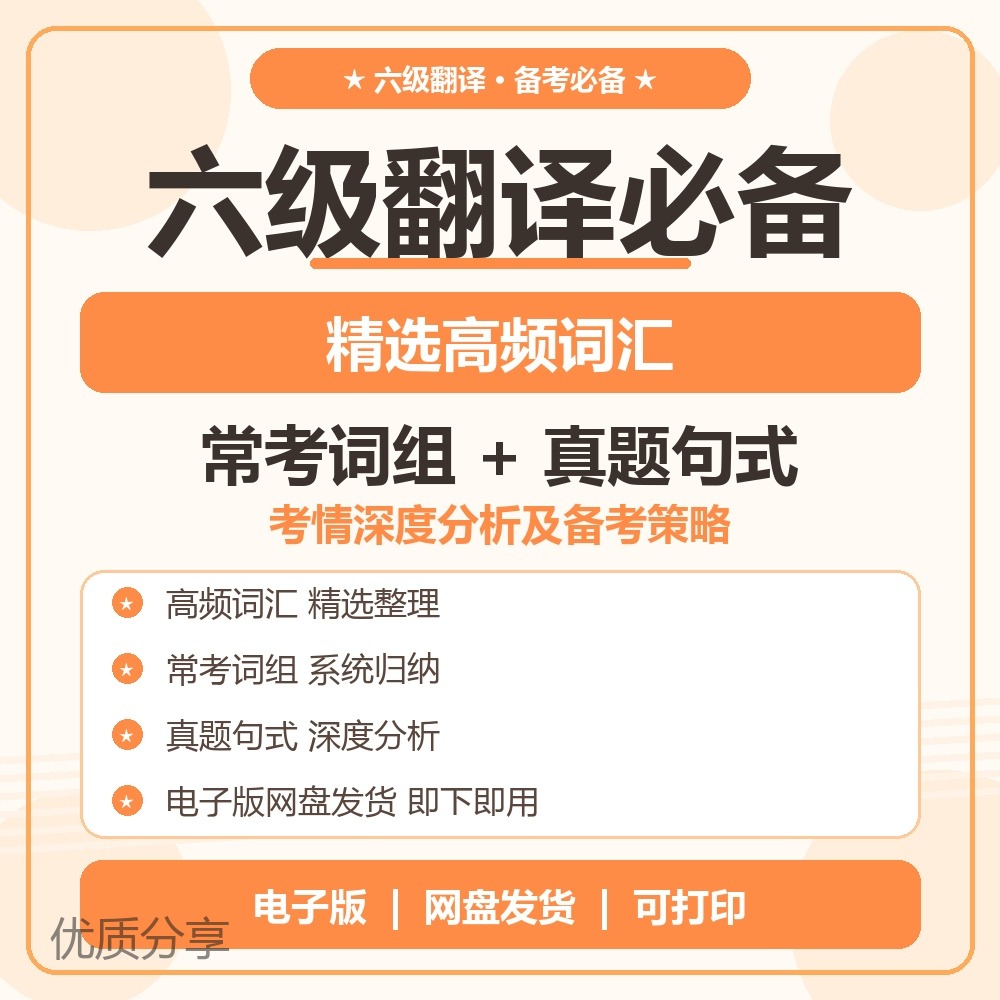 ★ 六级翻译·备考必备 ★
六级翻译必备
精选高频词汇
常考词组 + 真题句式
考情深度分析及备考策略
★ 高频词汇 精选整理
★ 常考词组 系统归纳
★ 真题句式 深度分析
★ 电子版网盘发货 即下即用
电子版 | 网盘发货 | 可打印
优质分享